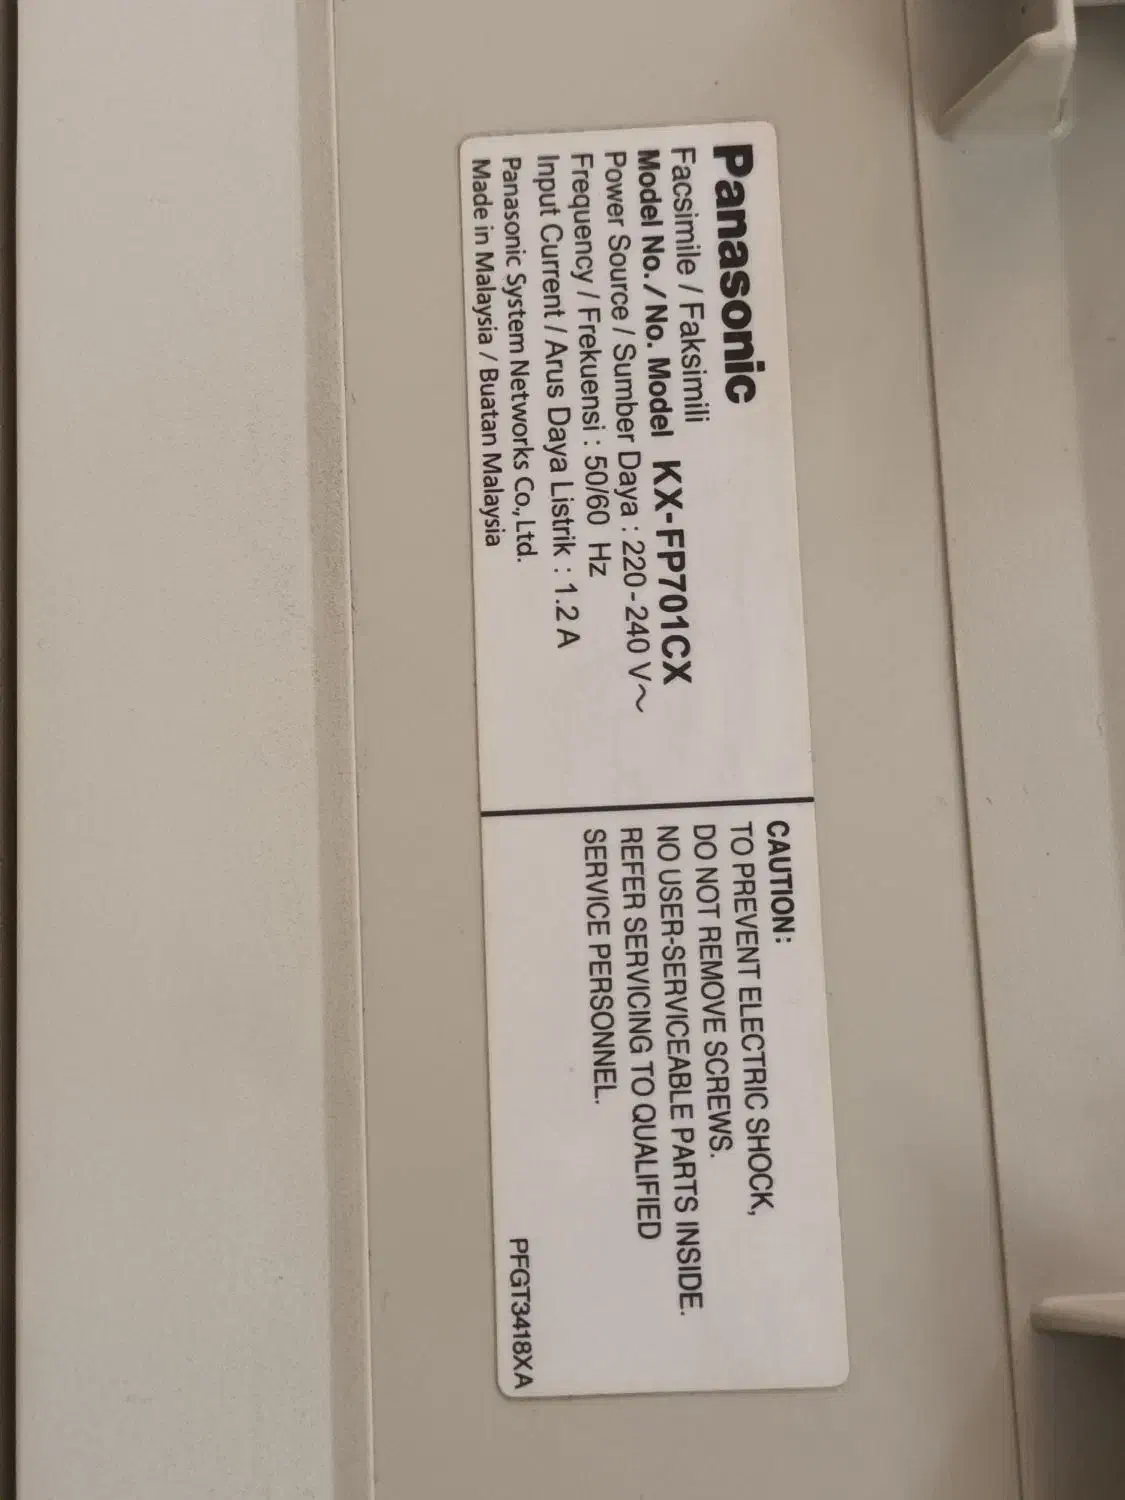 Panasonic
Facsimile / Faksimili
Model No. / No. Model KX-FP701CX
Power Source / Sumber Daya : 220-240 V～
Frequency / Frekuensi : 50/60 Hz
Input Current / Arus Daya Listrik : 1.2 A
Panasonic System Networks Co., Ltd.
Made in Malaysia / Buatan Malaysia
CAUTION:
TO PREVENT ELECTRIC SHOCK,
DO NOT REMOVE SCREWS.
NO USER-SERVICEABLE PARTS INSIDE.
REFER SERVICING TO QUALIFIED
SERVICE PERSONNEL.
PFGT3418XA